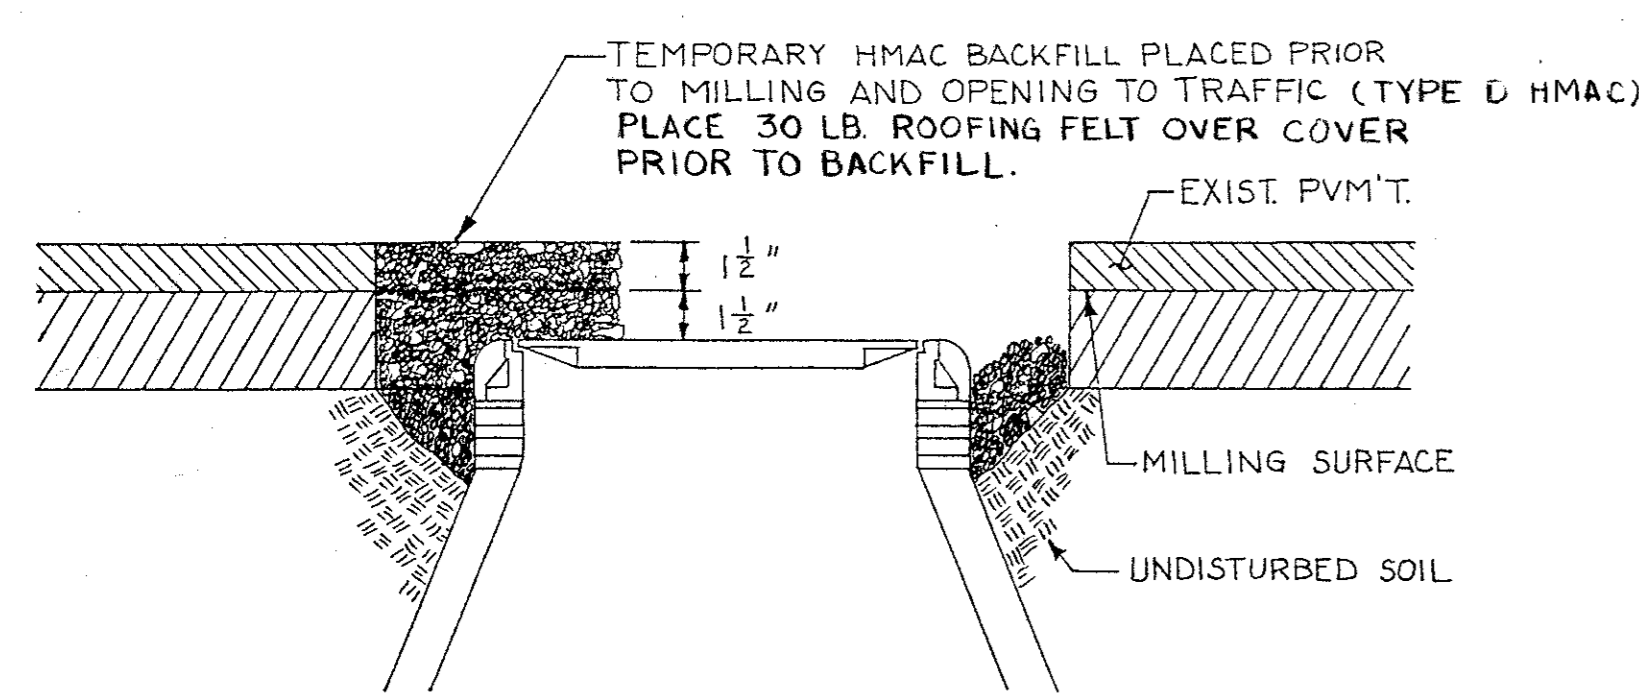 TEMPORARY HMAC BACKFILL PLACED PRIOR
TO MILLING AND OPENING TO TRAFFIC (TYPE D HMAC)
PLACE 30 LB. ROOFING FELT OVER COVER
PRIOR TO BACKFILL.
EXIST. PVM'T.
1 1/2 "
1 1/2 "
MILLING SURFACE
UNDISTURBED SOIL